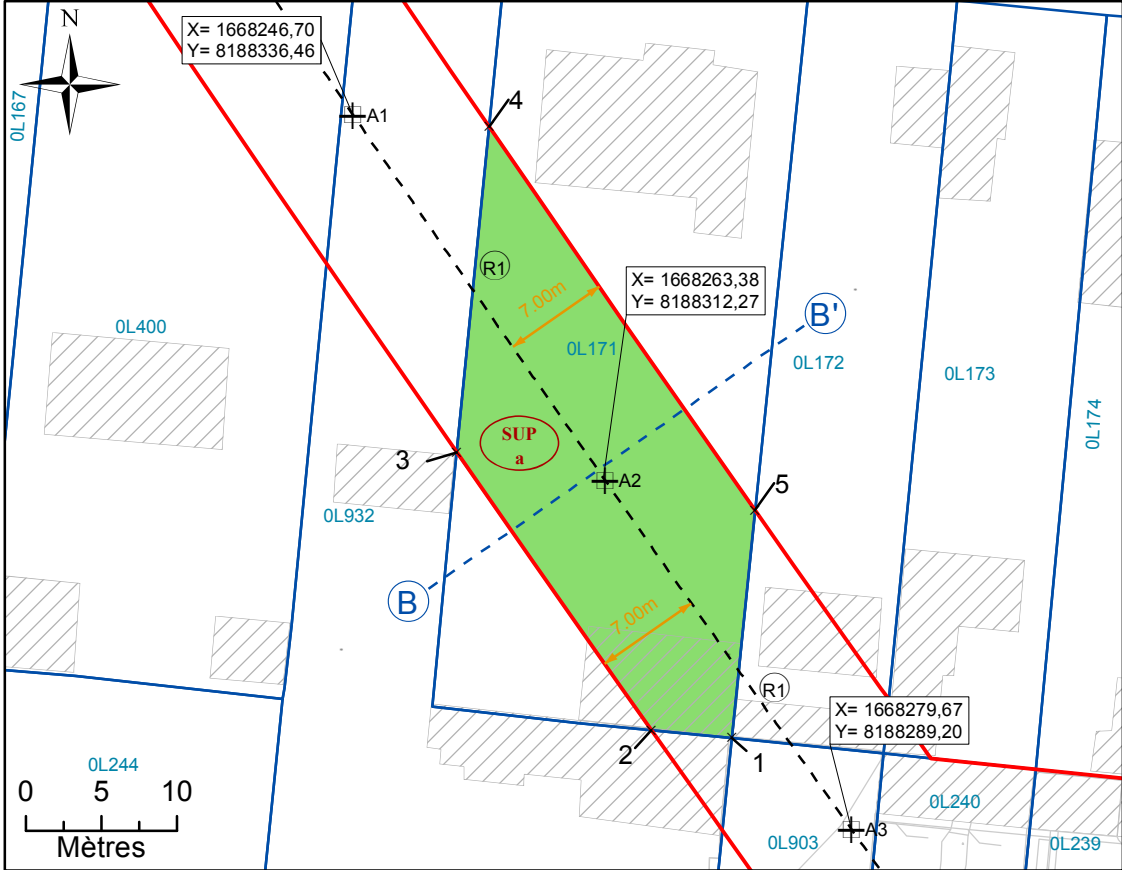 N
X= 1668246,70
Y= 8188336,46
0L167
A1
4
R1
X= 1668263,38
Y= 8188312,27
7.00m
B'
0L400
0L171
0L172
0L173
0L174
SUP
a
3
A2
5
0L932
B
7.00m
R1
X= 1668279,67
Y= 8188289,20
2
1
0L244
0 5 10
Mètres
0L240
A3
0L903
0L239